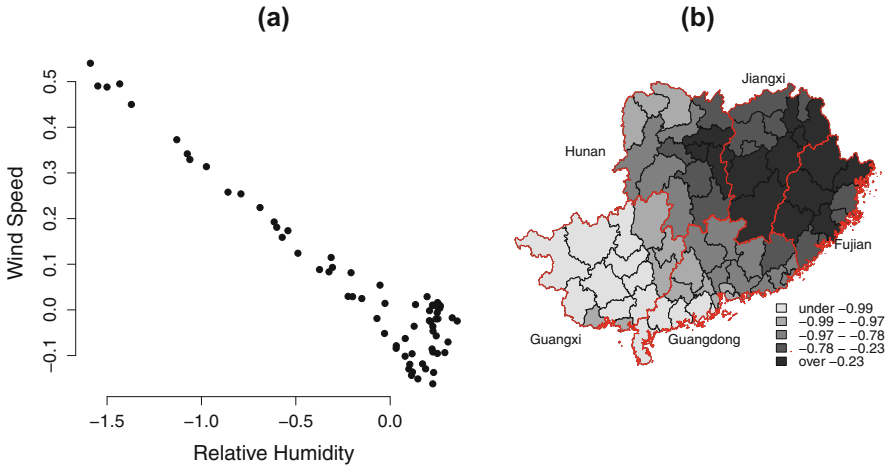 (a)
Wind Speed
0.5
0.4
0.3
0.2
0.1
0.0
−0.1
−1.5
−1.0
−0.5
0.0
Relative Humidity
(b)
Jiangxi
Hunan
Fujian
Guangxi
Guangdong
under −0.99
−0.99 – −0.97
−0.97 – −0.78
−0.78 – −0.23
over −0.23